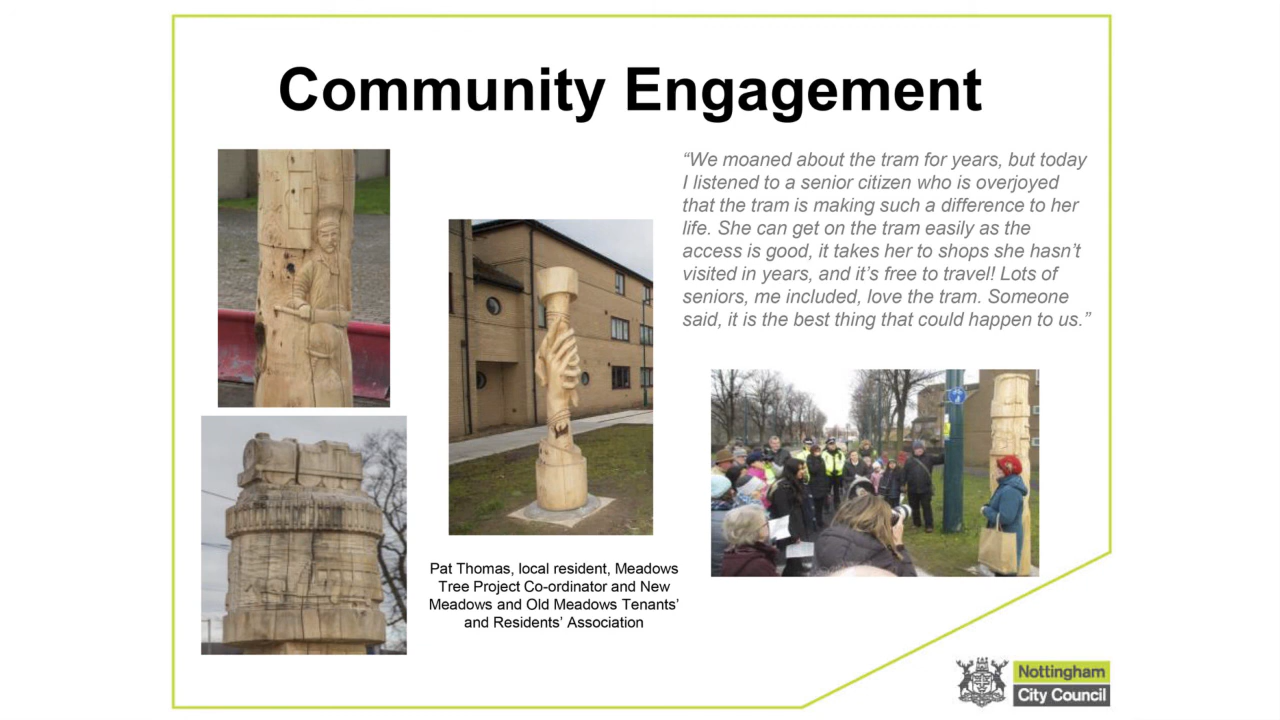 Community Engagement
“We moaned about the tram for years, but today
I listened to a senior citizen who is overjoyed
that the tram is making such a difference to her
life. She can get on the tram easily as the
access is good, it takes her to shops she hasn’t
visited in years, and it’s free to travel! Lots of
seniors, me included, love the tram. Someone
said, it is the best thing that could happen to us.”
Pat Thomas, local resident, Meadows
Tree Project Co-ordinator and New
Meadows and Old Meadows Tenants’
and Residents’ Association
Nottingham
City Council